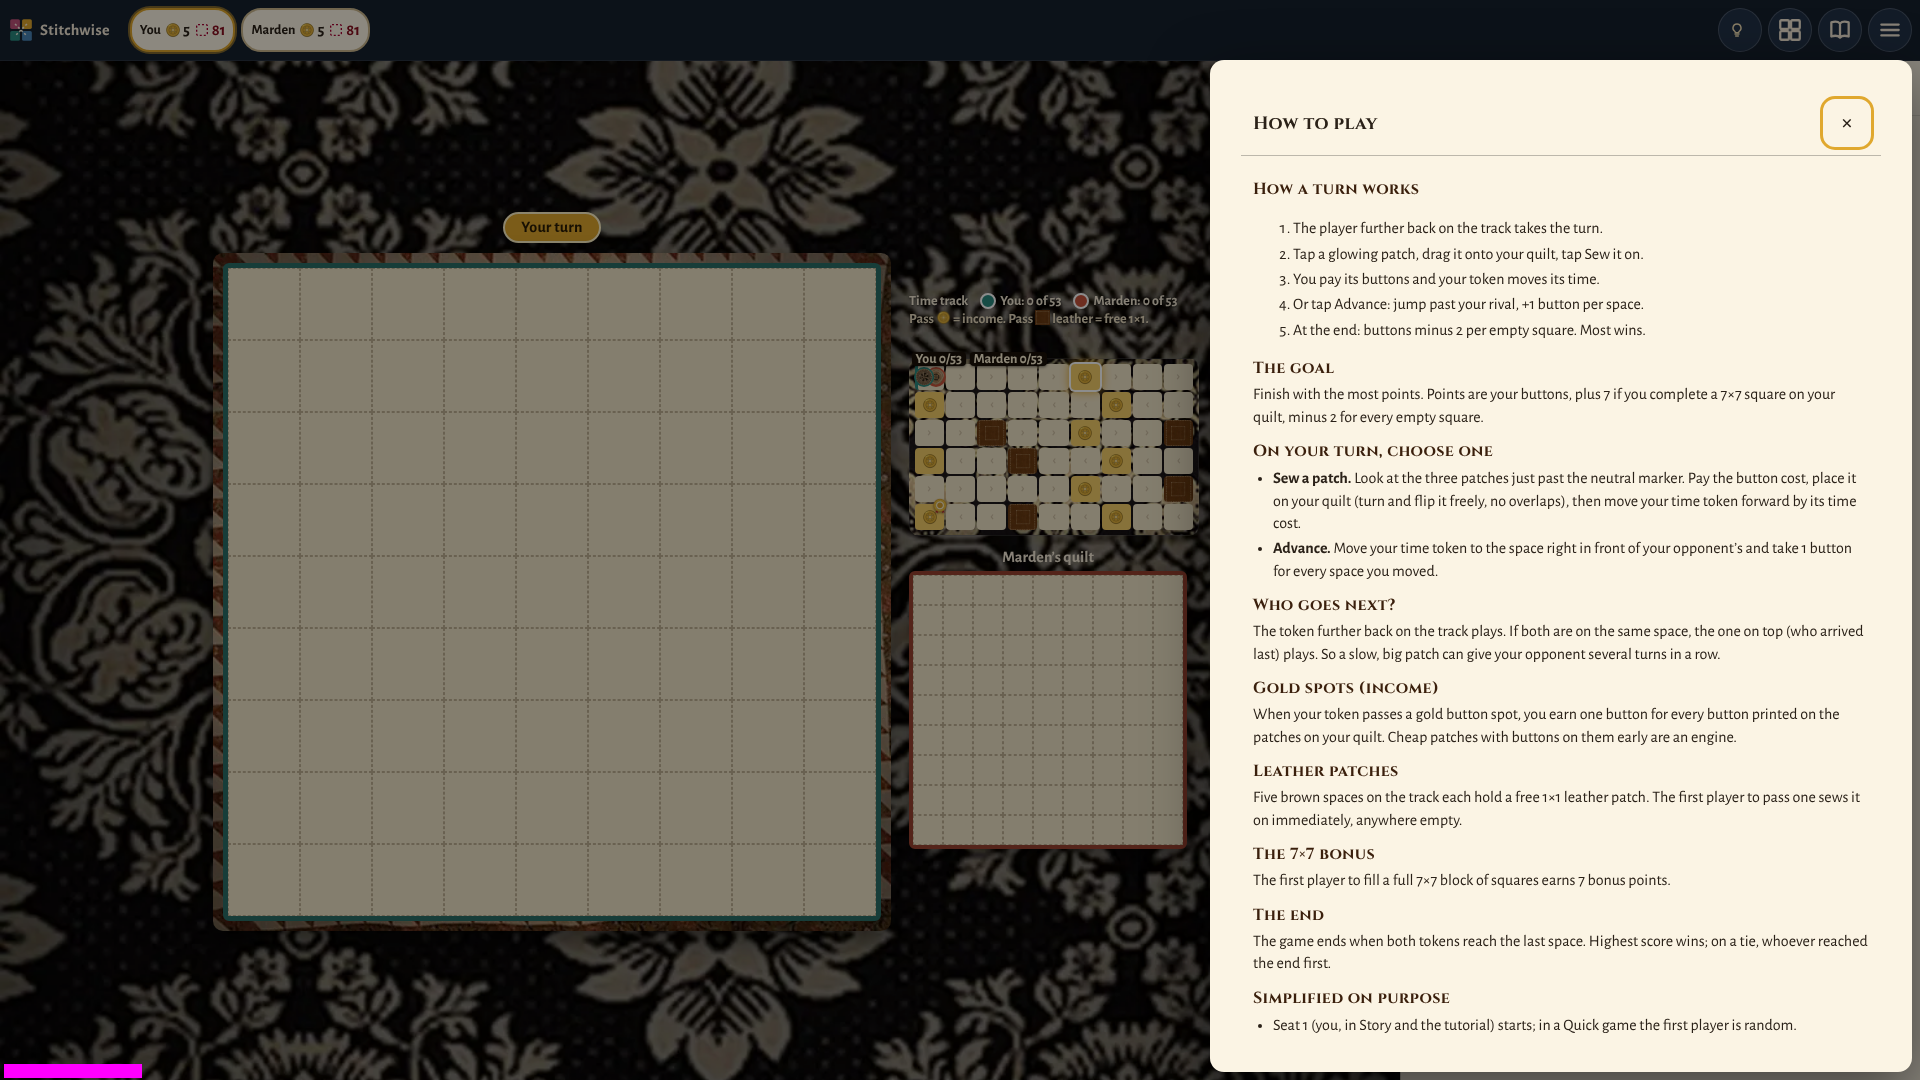 Stitchwise
You 5 81
Marden 5 81
Your turn
Time track You: 0 of 53 Marden: 0 of 53
Pass = income. Pass leather = free 1×1.
You 0/53 Marden 0/53
Marden's quilt
How to play
×
How a turn works
1. The player further back on the track takes the turn.
2. Tap a glowing patch, drag it onto your quilt, tap Sew it on.
3. You pay its buttons and your token moves its time.
4. Or tap Advance: jump past your rival, +1 button per space.
5. At the end: buttons minus 2 per empty square. Most wins.
The goal
Finish with the most points. Points are your buttons, plus 7 if you complete a 7×7 square on your
quilt, minus 2 for every empty square.
On your turn, choose one
• Sew a patch. Look at the three patches just past the neutral marker. Pay the button cost, place it
on your quilt (turn and flip it freely, no overlaps), then move your time token forward by its time
cost.
• Advance. Move your time token to the space right in front of your opponent's and take 1 button
for every space you moved.
Who goes next?
The token further back on the track plays. If both are on the same space, the one on top (who arrived
last) plays. So a slow, big patch can give your opponent several turns in a row.
Gold spots (income)
When your token passes a gold button spot, you earn one button for every button printed on the
patches on your quilt. Cheap patches with buttons on them early are an engine.
Leather patches
Five brown spaces on the track each hold a free 1×1 leather patch. The first player to pass one sews it
on immediately, anywhere empty.
The 7×7 bonus
The first player to fill a full 7×7 block of squares earns 7 bonus points.
The end
The game ends when both tokens reach the last space. Highest score wins; on a tie, whoever reached
the end first.
Simplified on purpose
• Seat 1 (you, in Story and the tutorial) starts; in a Quick game the first player is random.